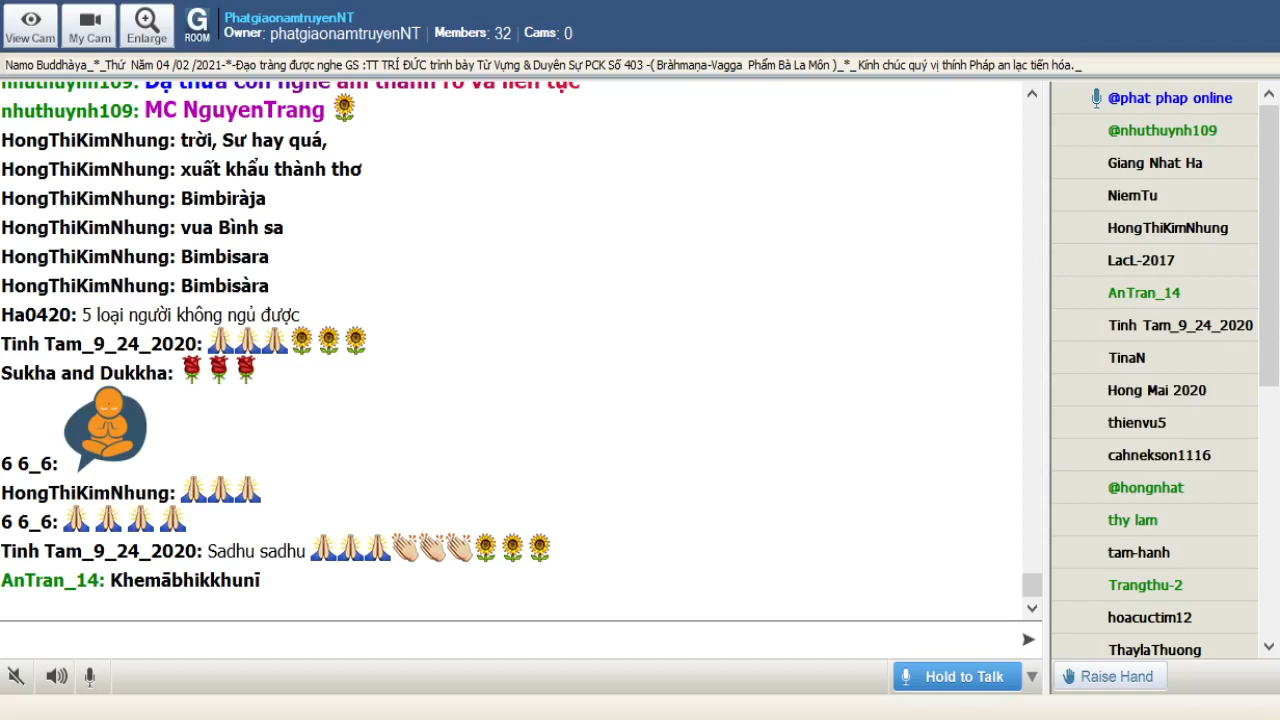 View Cam
My Cam
Enlarge
G
ROOM
PhatgiaonamtruyenNT
Owner: phatgiaonamtruyenNT Members: 32 Cams: 0
Namo Buddhàya_*_Thứ Năm 04 /02 /2021-*-Đạo tràng được nghe GS :TT TRÍ ĐỨC trình bày Từ Vựng & Duyên Sự PCK Số 403 -( Bràhmaṇa-Vagga Phẩm Bà La Môn )_*_ Kính chúc quý vị thính Pháp an lạc tiến hóa._
nhuthuynh109: Dạ thưa con nghe âm thanh rõ và liên tục
nhuthuynh109: MC NguyenTrang 🌻
HongThiKimNhung: trời, Sư hay quá,
HongThiKimNhung: xuất khẩu thành thơ
HongThiKimNhung: Bimbiràja
HongThiKimNhung: vua Bình sa
HongThiKimNhung: Bimbisara
HongThiKimNhung: Bimbisàra
Ha0420: 5 loại người không ngủ được
Tinh Tam_9_24_2020: 🙏🙏🙏🌻🌻🌻
Sukha and Dukkha: 🌹🌹🌹
6 6_6:
HongThiKimNhung: 🙏🙏🙏
6 6_6: 🙏🙏🙏🙏
Tinh Tam_9_24_2020: Sadhu sadhu 🙏🙏🙏👏👏👏🌻🌻🌻
AnTran_14: Khemābhikkhunī
@phat phap online
@nhuthuynh109
Giang Nhat Ha
NiemTu
HongThiKimNhung
LacL-2017
AnTran_14
Tinh Tam_9_24_2020
TinaN
Hong Mai 2020
thienvu5
cahnekson1116
@hongnhat
thy lam
tam-hanh
Trangthu-2
hoacuctim12
ThaylaThuong
Hold to Talk
Raise Hand